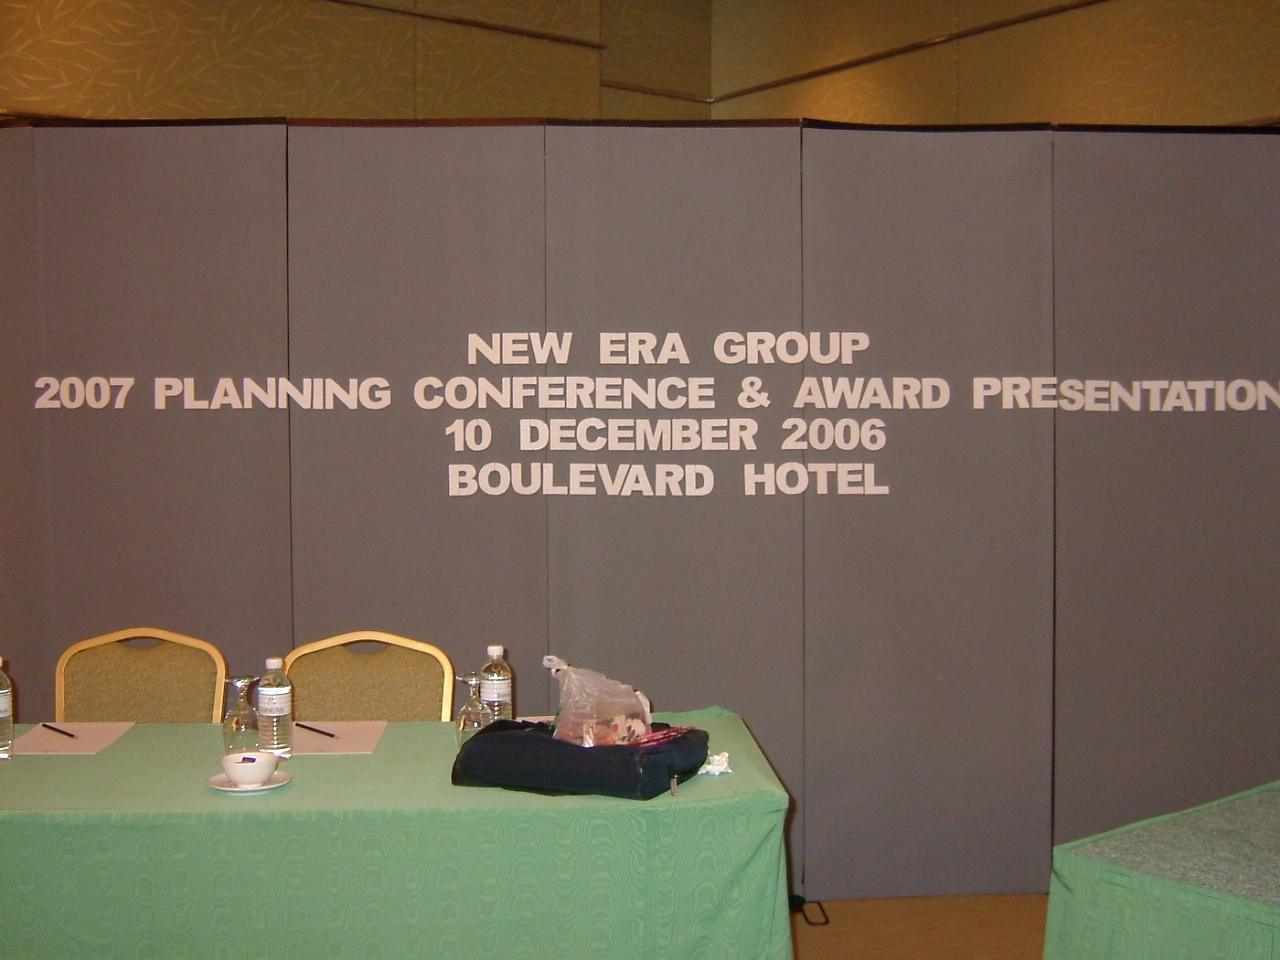 NEW ERA GROUP
2007 PLANNING CONFERENCE & AWARD PRESENTATION
10 DECEMBER 2006
BOULEVARD HOTEL